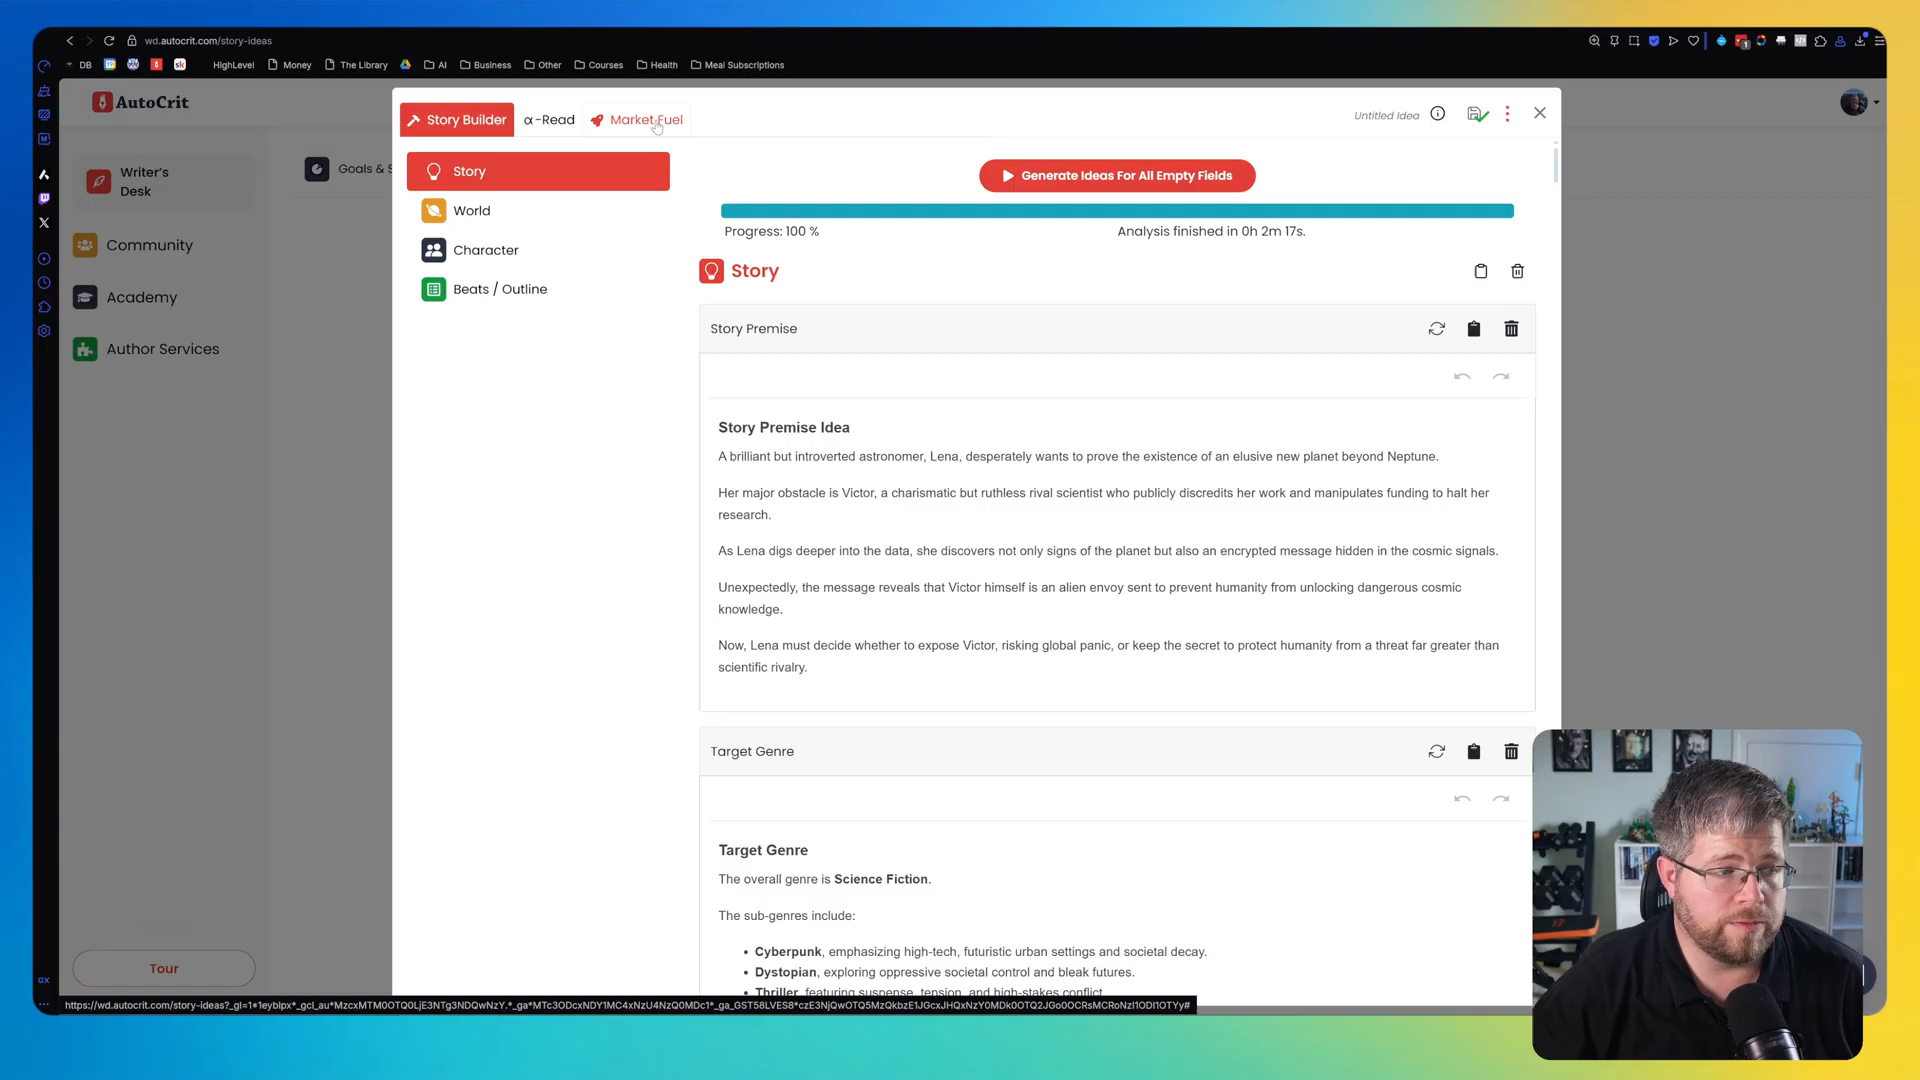 wd.autocrit.com/story-ideas
DB
HighLevel
Money
The Library
AI
Business
Other
Courses
Health
Meal Subscriptions
AutoCrit
Writer's
Desk
Community
Academy
Author Services
Tour
Goals & S
Story Builder
α-Read
Market Fuel
Untitled Idea
Story
World
Character
Beats / Outline
Generate Ideas For All Empty Fields
Progress: 100 %
Analysis finished in 0h 2m 17s.
Story
Story Premise
Story Premise Idea
A brilliant but introverted astronomer, Lena, desperately wants to prove the existence of an elusive new planet beyond Neptune.
Her major obstacle is Victor, a charismatic but ruthless rival scientist who publicly discredits her work and manipulates funding to halt her
research.
As Lena digs deeper into the data, she discovers not only signs of the planet but also an encrypted message hidden in the cosmic signals.
Unexpectedly, the message reveals that Victor himself is an alien envoy sent to prevent humanity from unlocking dangerous cosmic
knowledge.
Now, Lena must decide whether to expose Victor, risking global panic, or keep the secret to protect humanity from a threat far greater than
scientific rivalry.
Target Genre
Target Genre
The overall genre is Science Fiction.
The sub-genres include:
• Cyberpunk, emphasizing high-tech, futuristic urban settings and societal decay.
• Dystopian, exploring oppressive societal control and bleak futures.
• Thriller, featuring suspense, tension, and high-stakes conflict.
GX